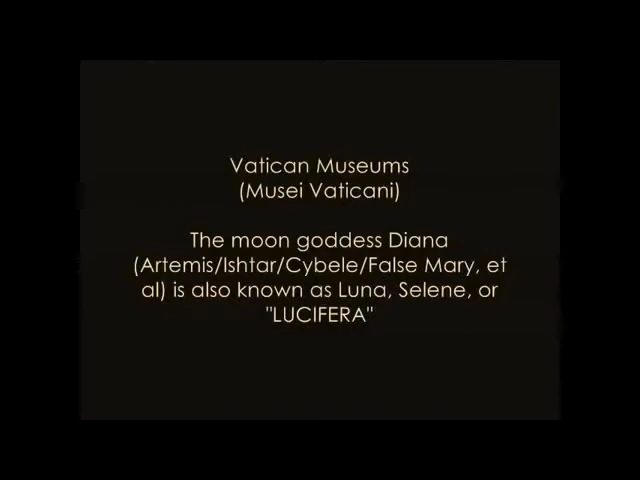 Vatican Museums
(Musei Vaticani)
The moon goddess Diana
(Artemis/Ishtar/Cybele/False Mary, et
al) is also known as Luna, Selene, or
"LUCIFERA"